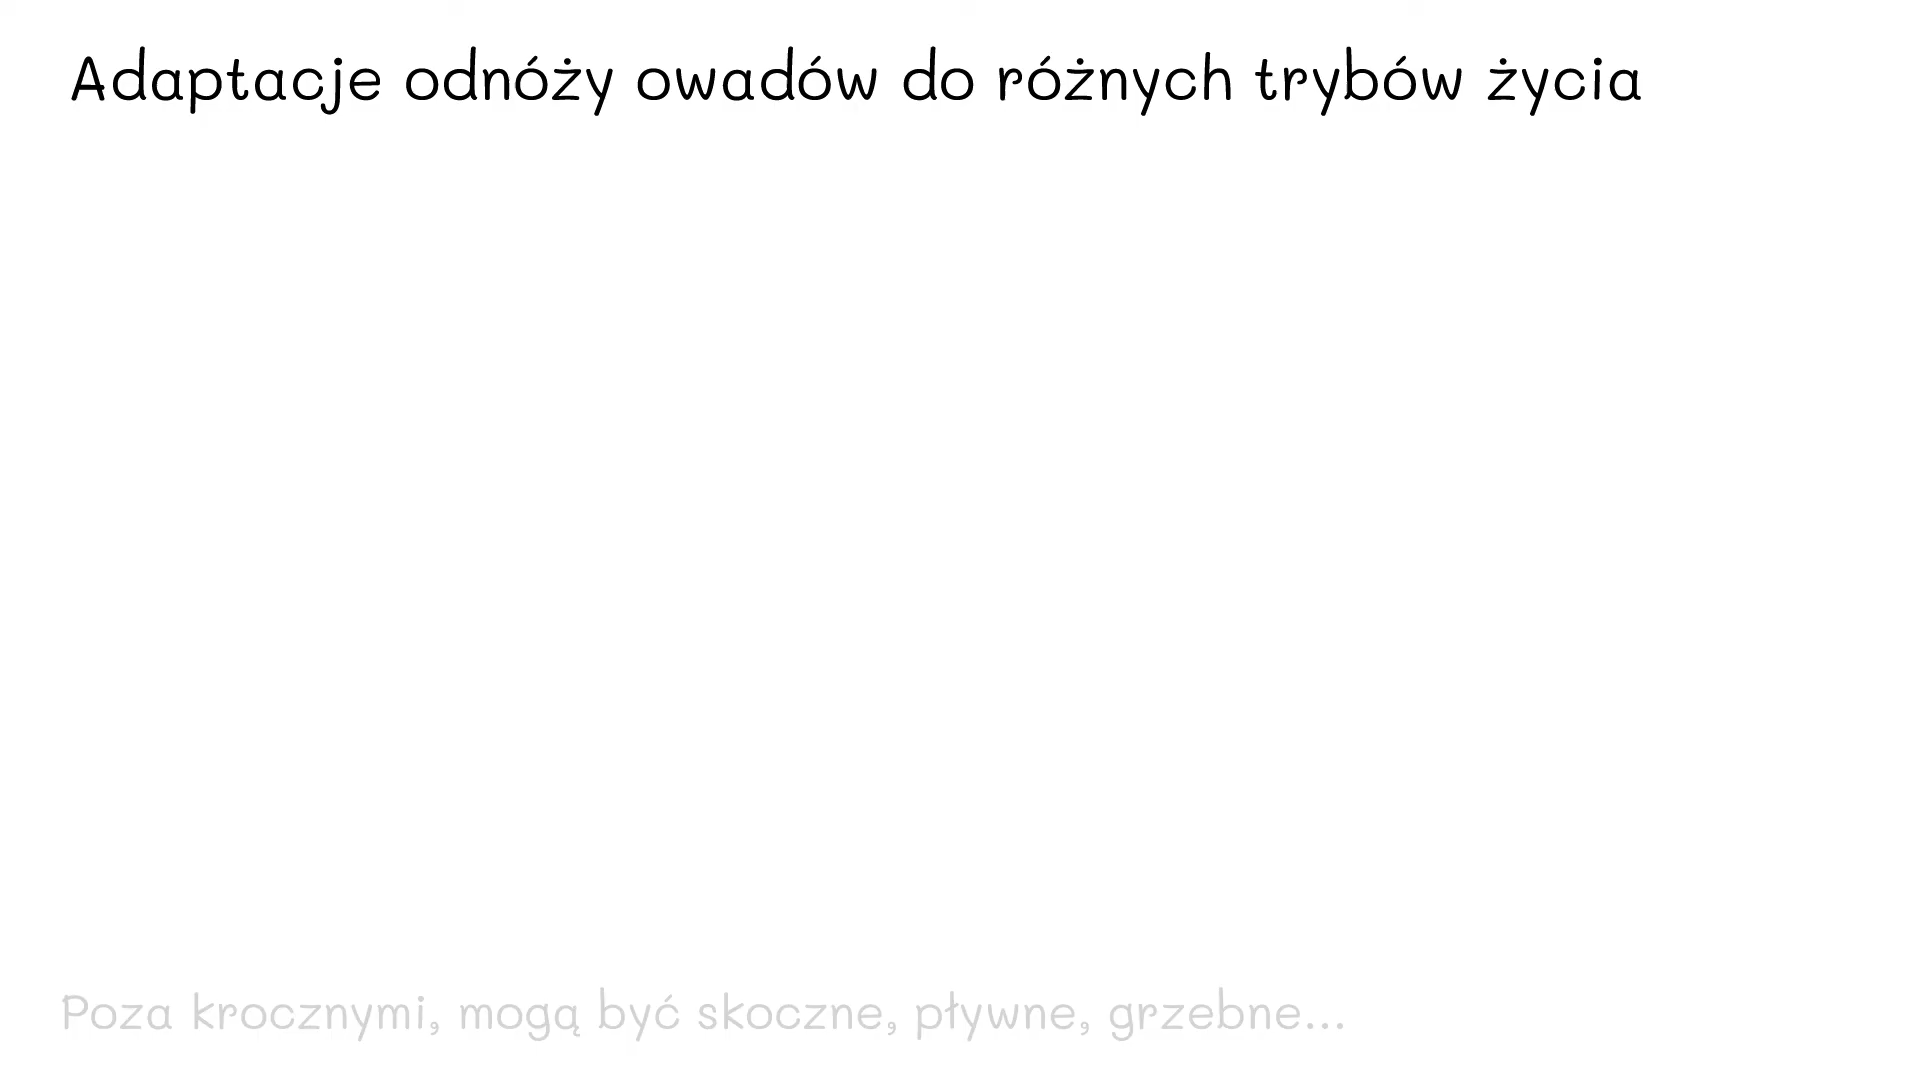 Adaptacje odnóży owadów do różnych trybów życia
Poza krocznymi, mogą być skoczne, pływne, grzebne...